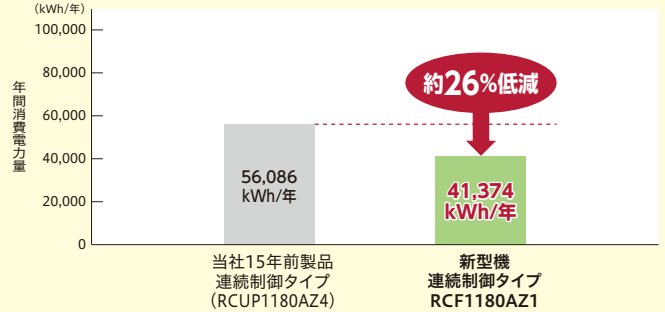 (kWh/年)
100,000
80,000
60,000
40,000
20,000
0
年間消費電力量
約26%低減
56,086
kWh/年
41,374
kWh/年
当社15年前製品
連続制御タイプ
(RCUP1180AZ4)
新型機
連続制御タイプ
RCF1180AZ1